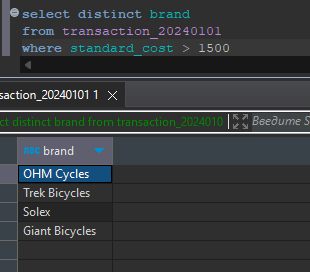 select distinct brand
from transaction_20240101
where standard_cost > 1500
saction_20240101 1
ct distinct brand from transaction_2024010
Введите S
brand
OHM Cycles
Trek Bicycles
Solex
Giant Bicycles